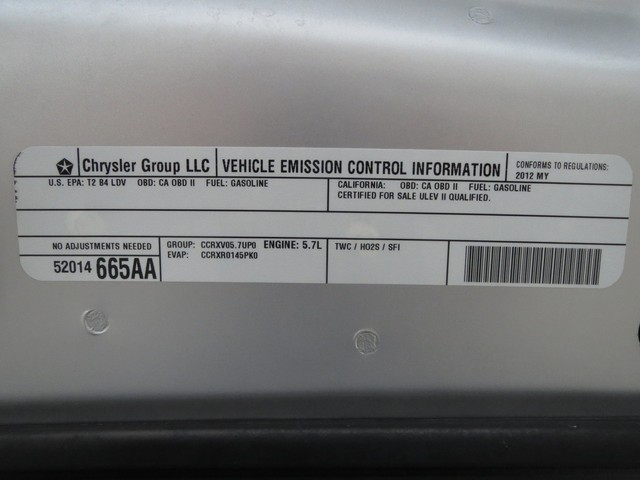 Chrysler Group LLC VEHICLE EMISSION CONTROL INFORMATION CONFORMS TO REGULATIONS:
2012 MY
U.S. EPA: T2 B4 LDV OBD: CA OBD II FUEL: GASOLINE
CALIFORNIA: OBD: CA OBD II FUEL: GASOLINE
CERTIFIED FOR SALE ULEV II QUALIFIED.
NO ADJUSTMENTS NEEDED
52014 665AA
GROUP: CCRXV05.7UP0 ENGINE: 5.7L
EVAP: CCRXR0145PK0
TWC / HO2S / SFI